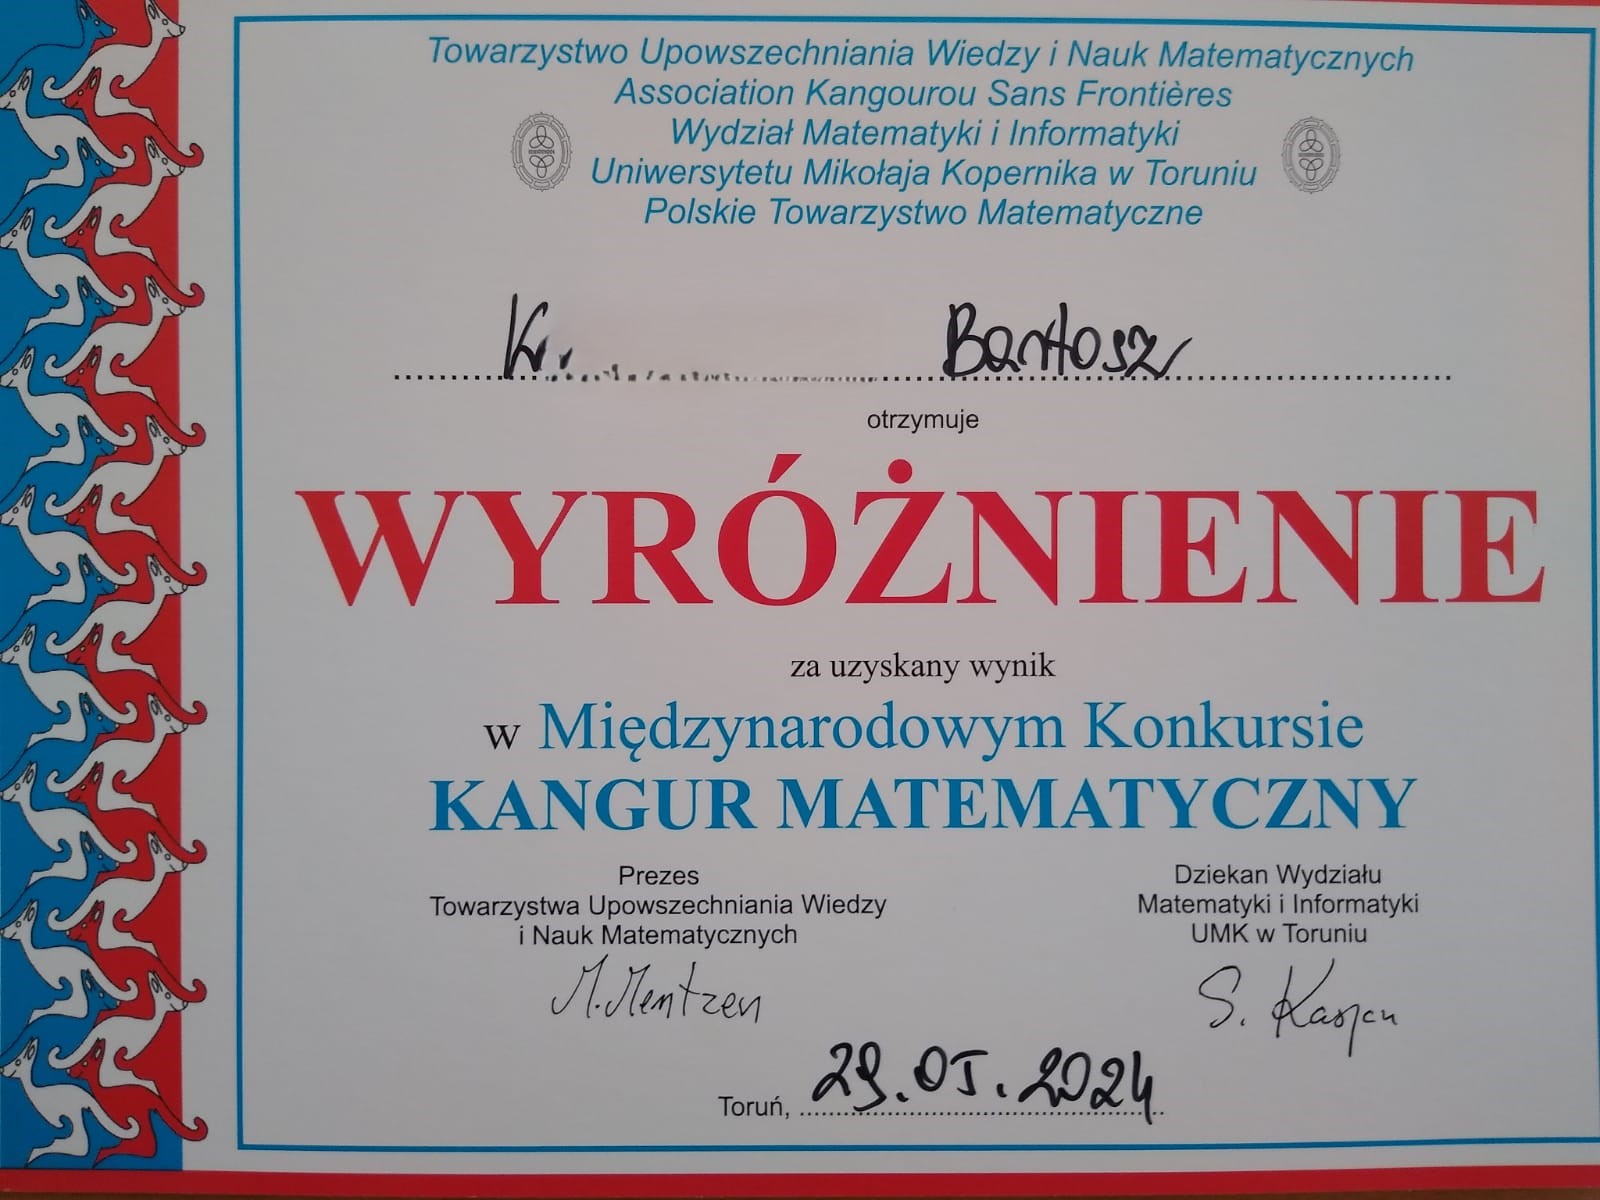 Towarzystwo Upowszechniania Wiedzy i Nauk Matematycznych
Association Kangourou Sans Frontières
Wydział Matematyki i Informatyki
Uniwersytetu Mikołaja Kopernika w Toruniu
Polskie Towarzystwo Matematyczne
Bartosz
otrzymuje
WYRÓŻNIENIE
za uzyskany wynik
w Międzynarodowym Konkursie
KANGUR MATEMATYCZNY
Prezes
Towarzystwa Upowszechniania Wiedzy
i Nauk Matematycznych
M. Mentzen
Dziekan Wydziału
Matematyki i Informatyki
UMK w Toruniu
S. Kasjan
Toruń, 29.05.2024